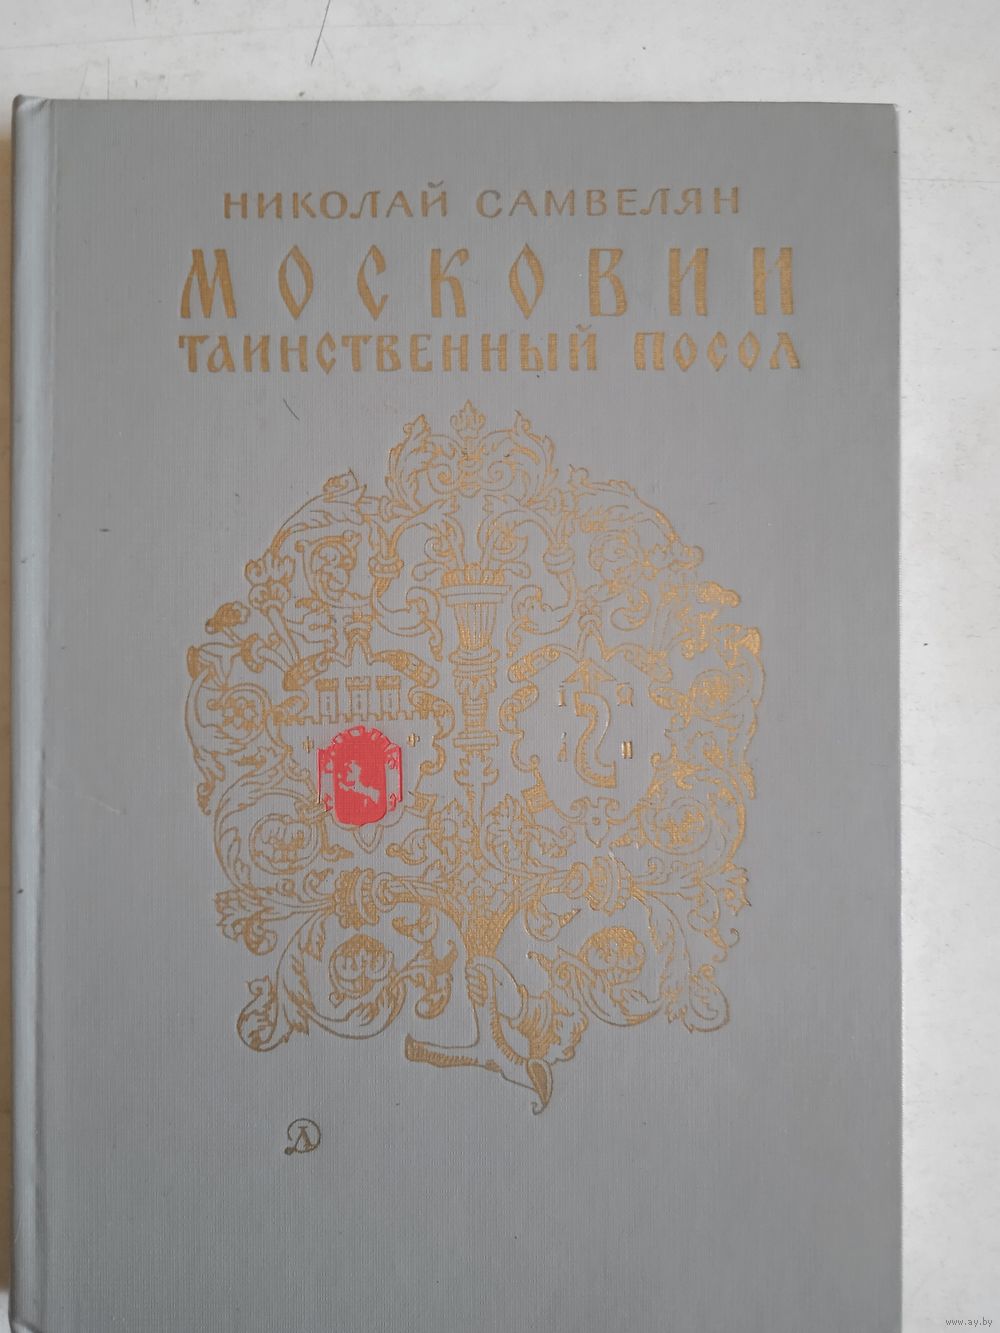 НИКОЛАЙ САМВЕЛЯН
МОСКОВИИ
ТАИНСТВЕННЫЙ ПОСОЛ
Ф Ф
І Я
Д
www.ay.by